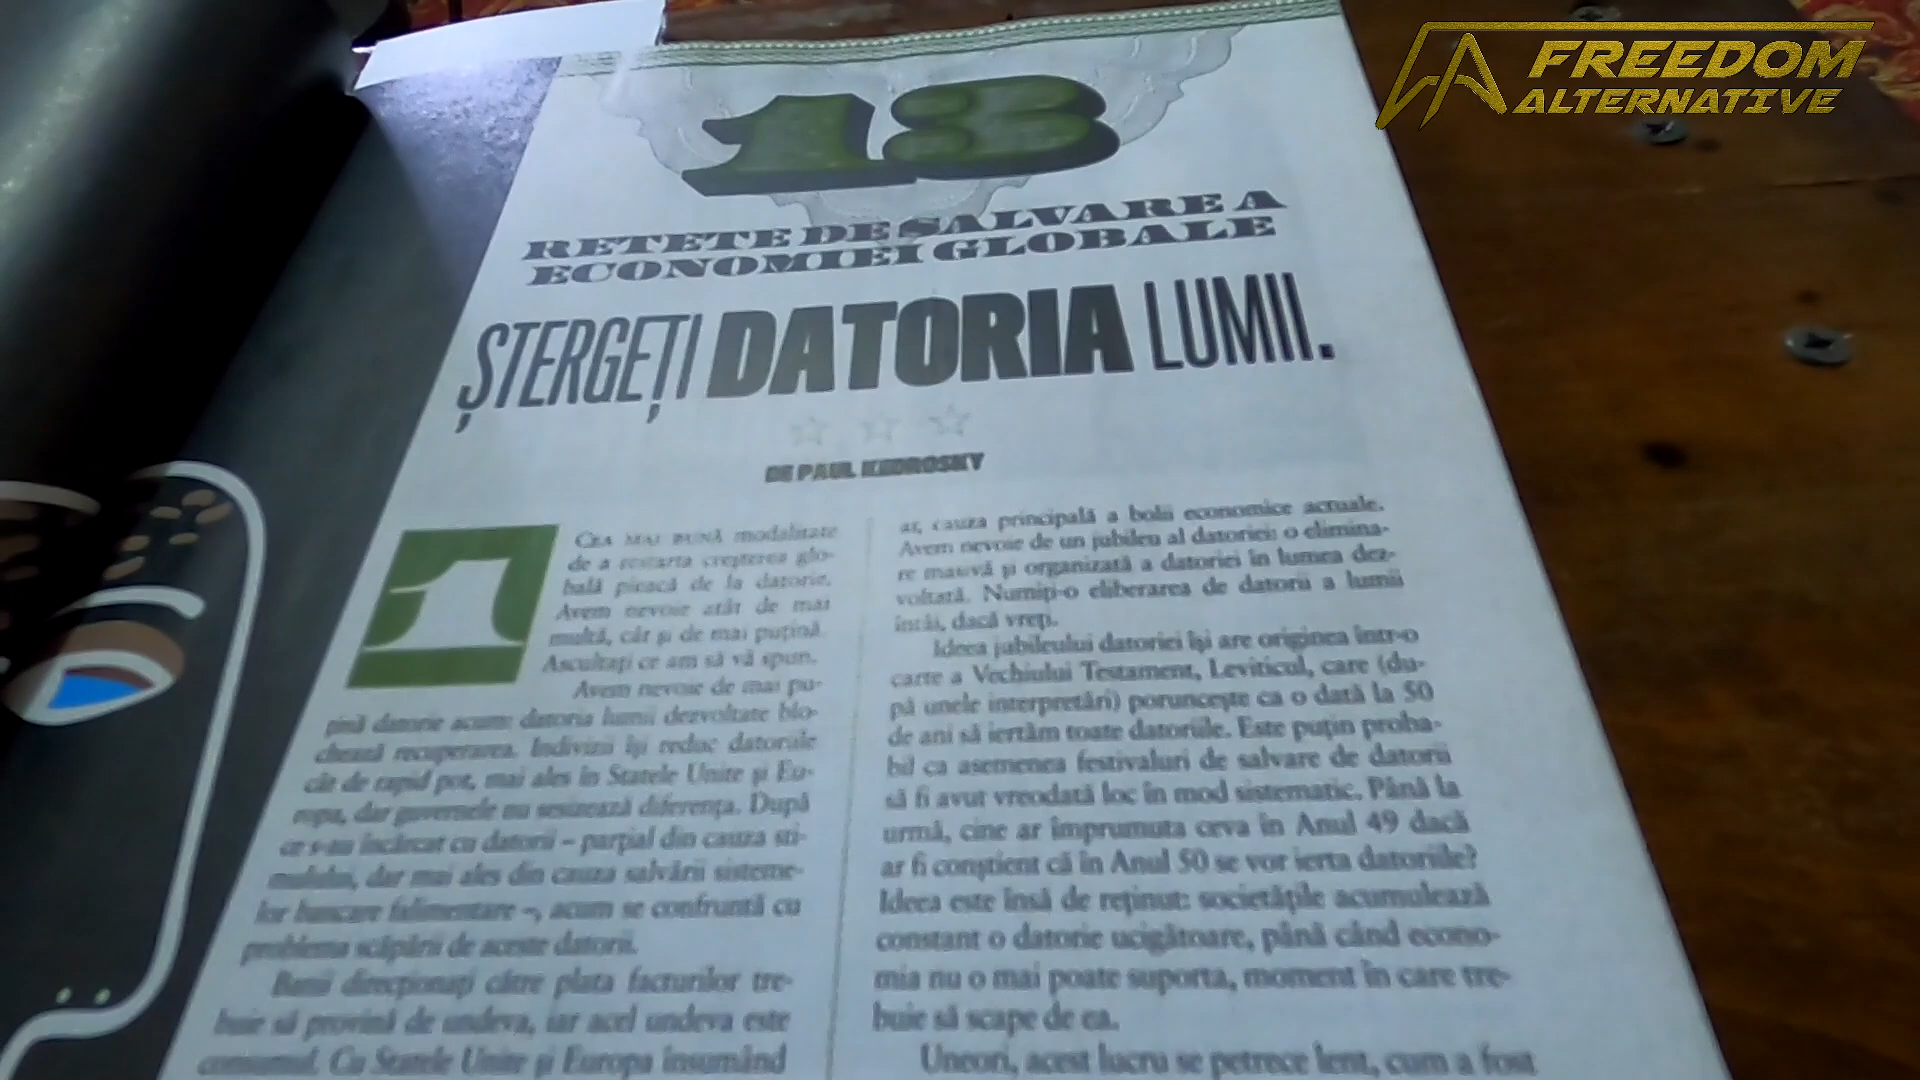 FREEDOM
ALTERNATIVE
13
RETETE DE SALVARE A
ECONOMIEI GLOBALE
ȘTERGEȚI DATORIA LUMII.
DE PAUL KEDROSKY
1
CEA MAI BUNĂ modalitate
de a restarta creșterea glo-
bală pleacă de la datorie.
Avem nevoie atât de mai
multă, cât și de mai puțină.
Ascultați ce am să vă spun.
Avem nevoie de mai pu-
țină datorie acum: datoria lumii dezvoltate blo-
chează recuperarea. Indivizii își reduc datoriile
cât de rapid pot, mai ales în Statele Unite și Eu-
ropa, dar guvernele nu sesizează diferența. După
ce s-au încărcat cu datorii – parțial din cauza sti-
mulului, dar mai ales din cauza salvării sisteme-
lor bancare falimentare –, acum se confruntă cu
problema scăpării de aceste datorii.
Banii direcționați către plata facturilor tre-
buie să provină de undeva, iar acel undeva este
consumul. Cu Statele Unite și Europa însumând
ar, cauza principală a bolii economice actuale.
Avem nevoie de un jubileu al datoriei: o elimina-
re masivă și organizată a datoriei în lumea dez-
voltată. Numiți-o eliberarea de datorii a lumii
întâi, dacă vreți.
Ideea jubileului datoriei își are originea într-o
carte a Vechiului Testament, Leviticul, care (du-
pă unele interpretări) poruncește ca o dată la 50
de ani să iertăm toate datoriile. Este puțin proba-
bil ca asemenea festivaluri de salvare de datorii
să fi avut vreodată loc în mod sistematic. Până la
urmă, cine ar împrumuta ceva în Anul 49 dacă
ar fi conștient că în Anul 50 se vor ierta datoriile?
Ideea este însă de reținut: societățile acumulează
constant o datorie ucigătoare, până când econo-
mia nu o mai poate suporta, moment în care tre-
buie să scape de ea.
Uneori, acest lucru se petrece lent, cum a fost